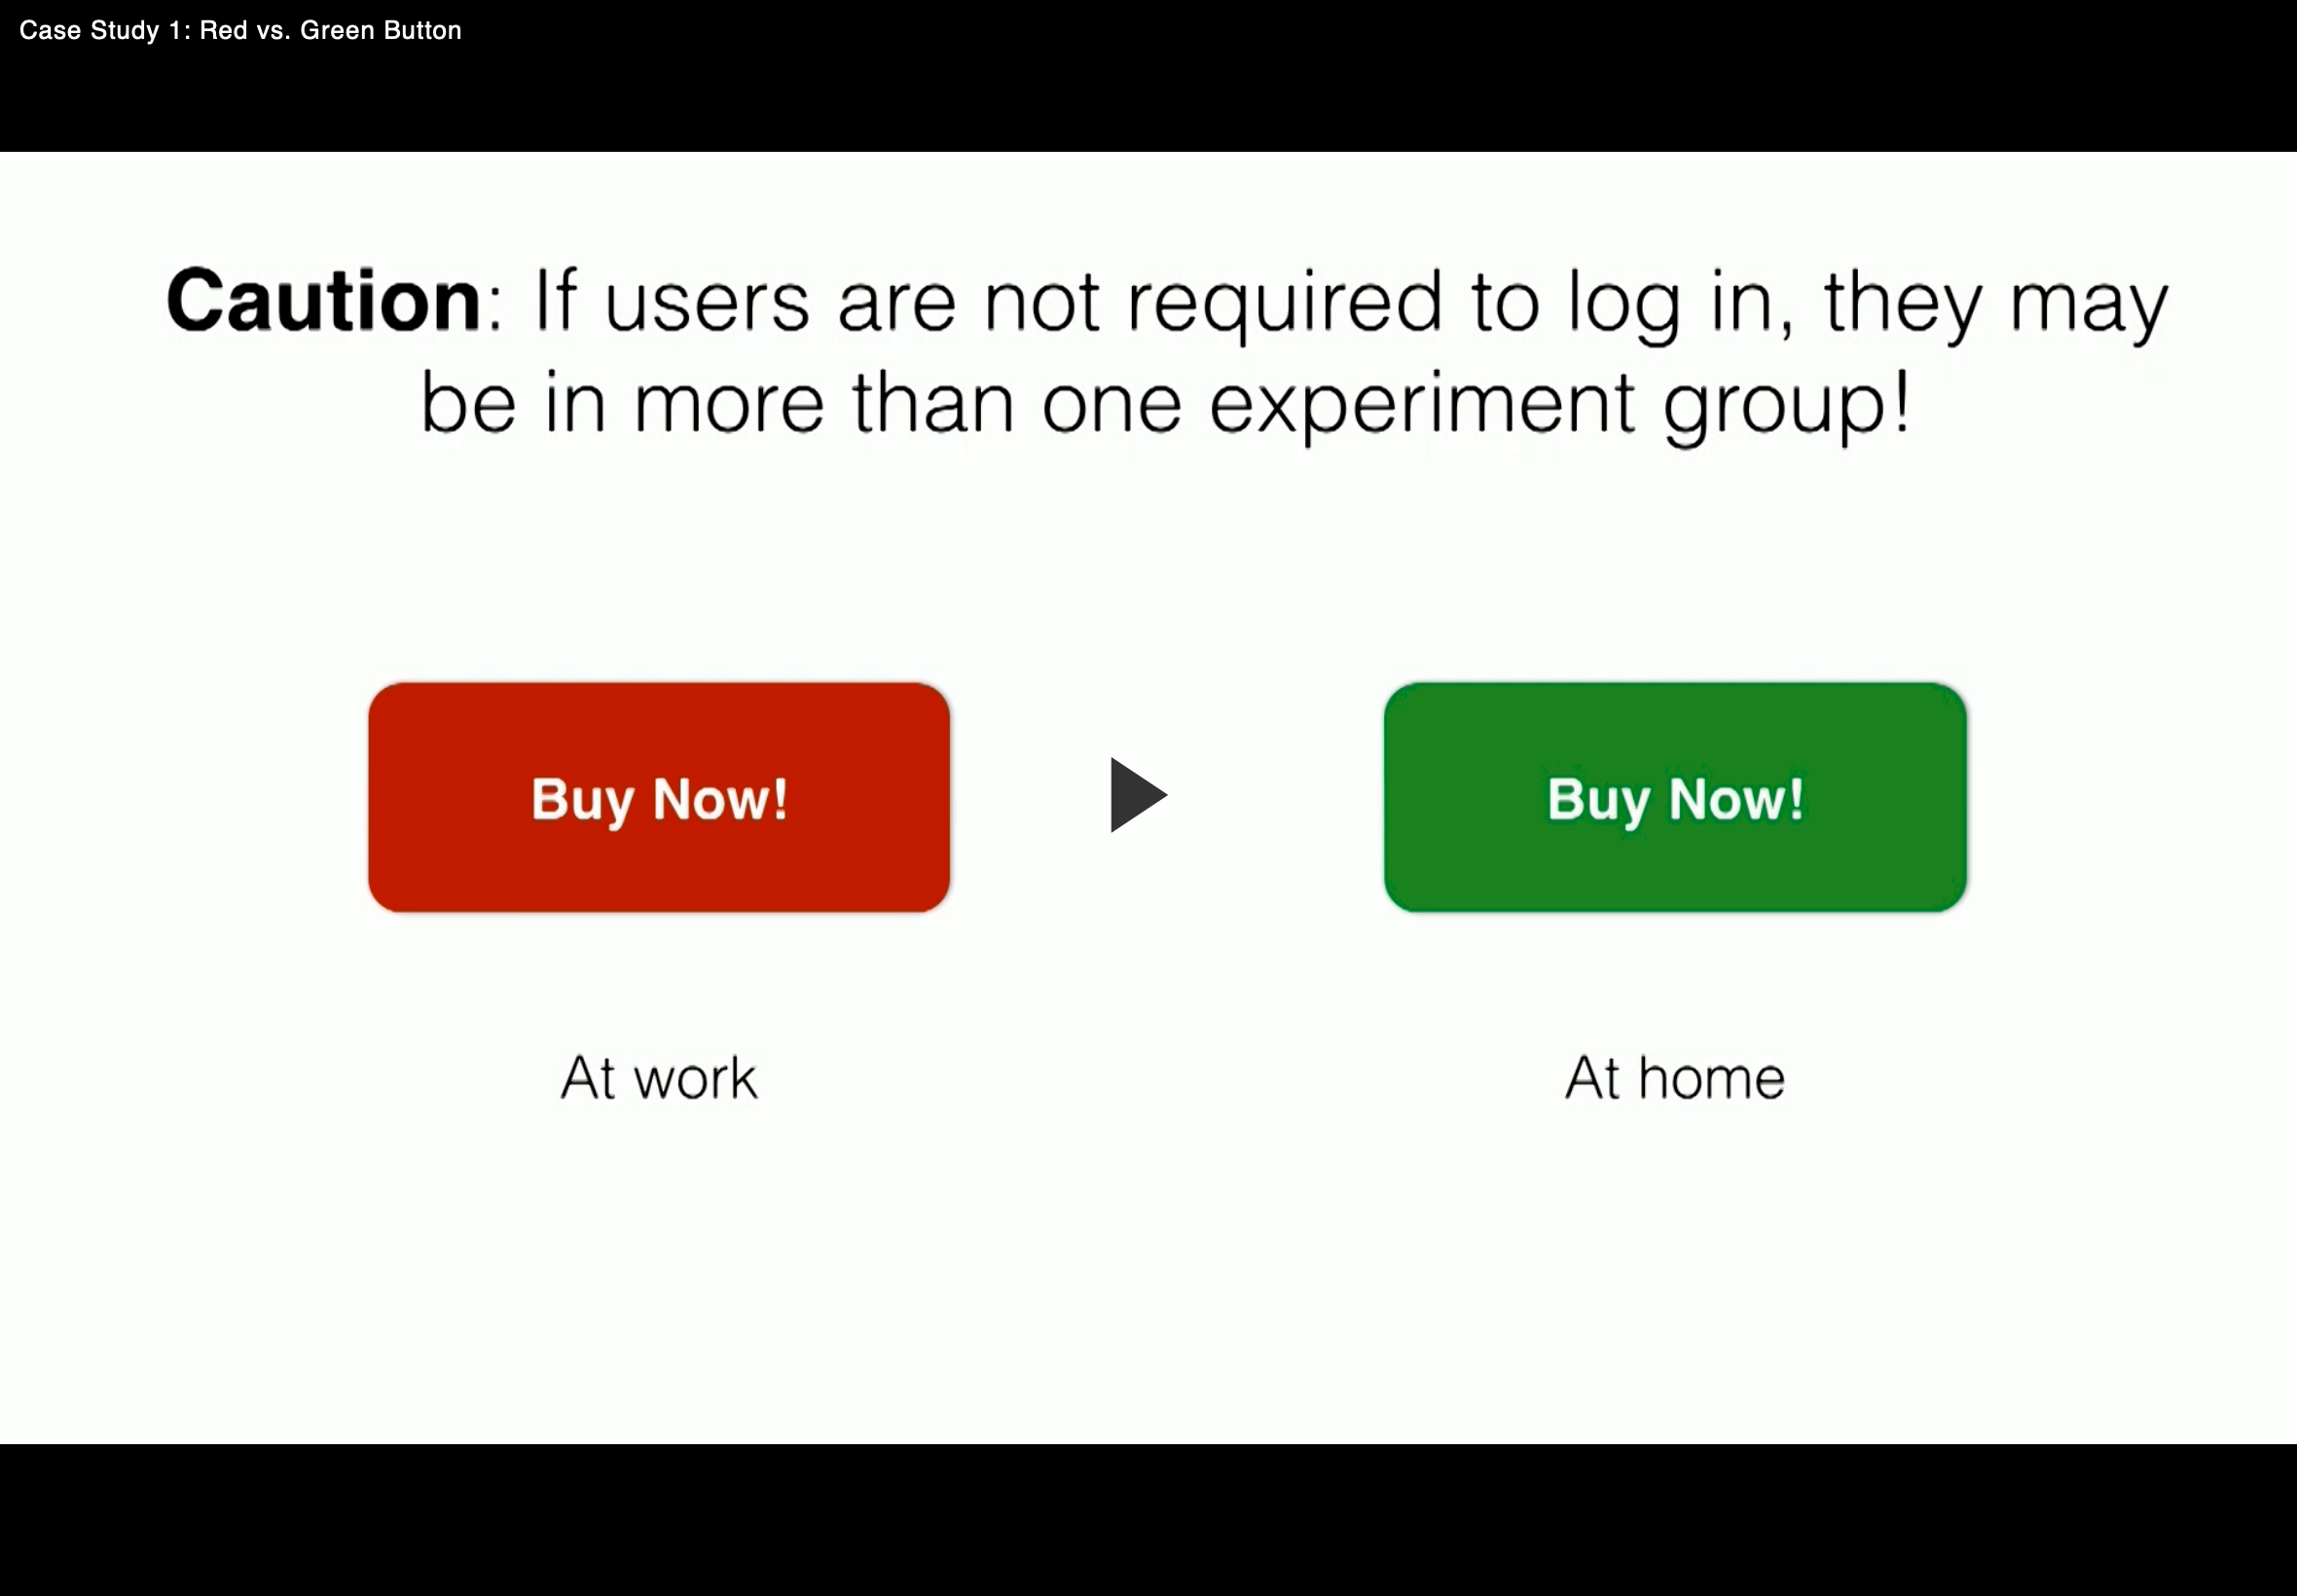 Case Study 1: Red vs. Green Button
Caution: If users are not required to log in, they may
be in more than one experiment group!
Buy Now!
Buy Now!
At work
At home